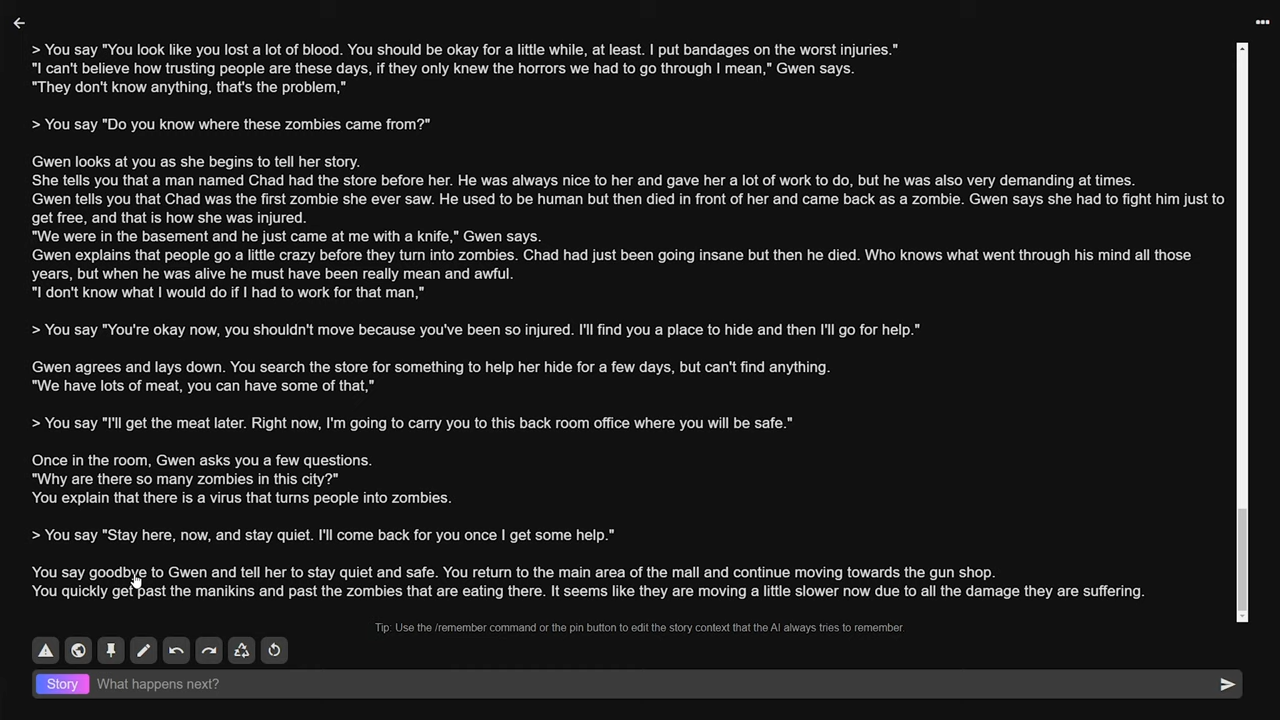 > You say "You look like you lost a lot of blood. You should be okay for a little while, at least. I put bandages on the worst injuries."
"I can't believe how trusting people are these days, if they only knew the horrors we had to go through I mean," Gwen says.
"They don't know anything, that's the problem,"
> You say "Do you know where these zombies came from?"
Gwen looks at you as she begins to tell her story.
She tells you that a man named Chad had the store before her. He was always nice to her and gave her a lot of work to do, but he was also very demanding at times.
Gwen tells you that Chad was the first zombie she ever saw. He used to be human but then died in front of her and came back as a zombie. Gwen says she had to fight him just to
get free, and that is how she was injured.
"We were in the basement and he just came at me with a knife," Gwen says.
Gwen explains that people go a little crazy before they turn into zombies. Chad had just been going insane but then he died. Who knows what went through his mind all those
years, but when he was alive he must have been really mean and awful.
"I don't know what I would do if I had to work for that man,"
> You say "You're okay now, you shouldn't move because you've been so injured. I'll find you a place to hide and then I'll go for help."
Gwen agrees and lays down. You search the store for something to help her hide for a few days, but can't find anything.
"We have lots of meat, you can have some of that,"
> You say "I'll get the meat later. Right now, I'm going to carry you to this back room office where you will be safe."
Once in the room, Gwen asks you a few questions.
"Why are there so many zombies in this city?"
You explain that there is a virus that turns people into zombies.
> You say "Stay here, now, and stay quiet. I'll come back for you once I get some help."
You say goodbye to Gwen and tell her to stay quiet and safe. You return to the main area of the mall and continue moving towards the gun shop.
You quickly get past the manikins and past the zombies that are eating there. It seems like they are moving a little slower now due to all the damage they are suffering.
Tip: Use the /remember command or the pin button to edit the story context that the AI always tries to remember.
Story What happens next?